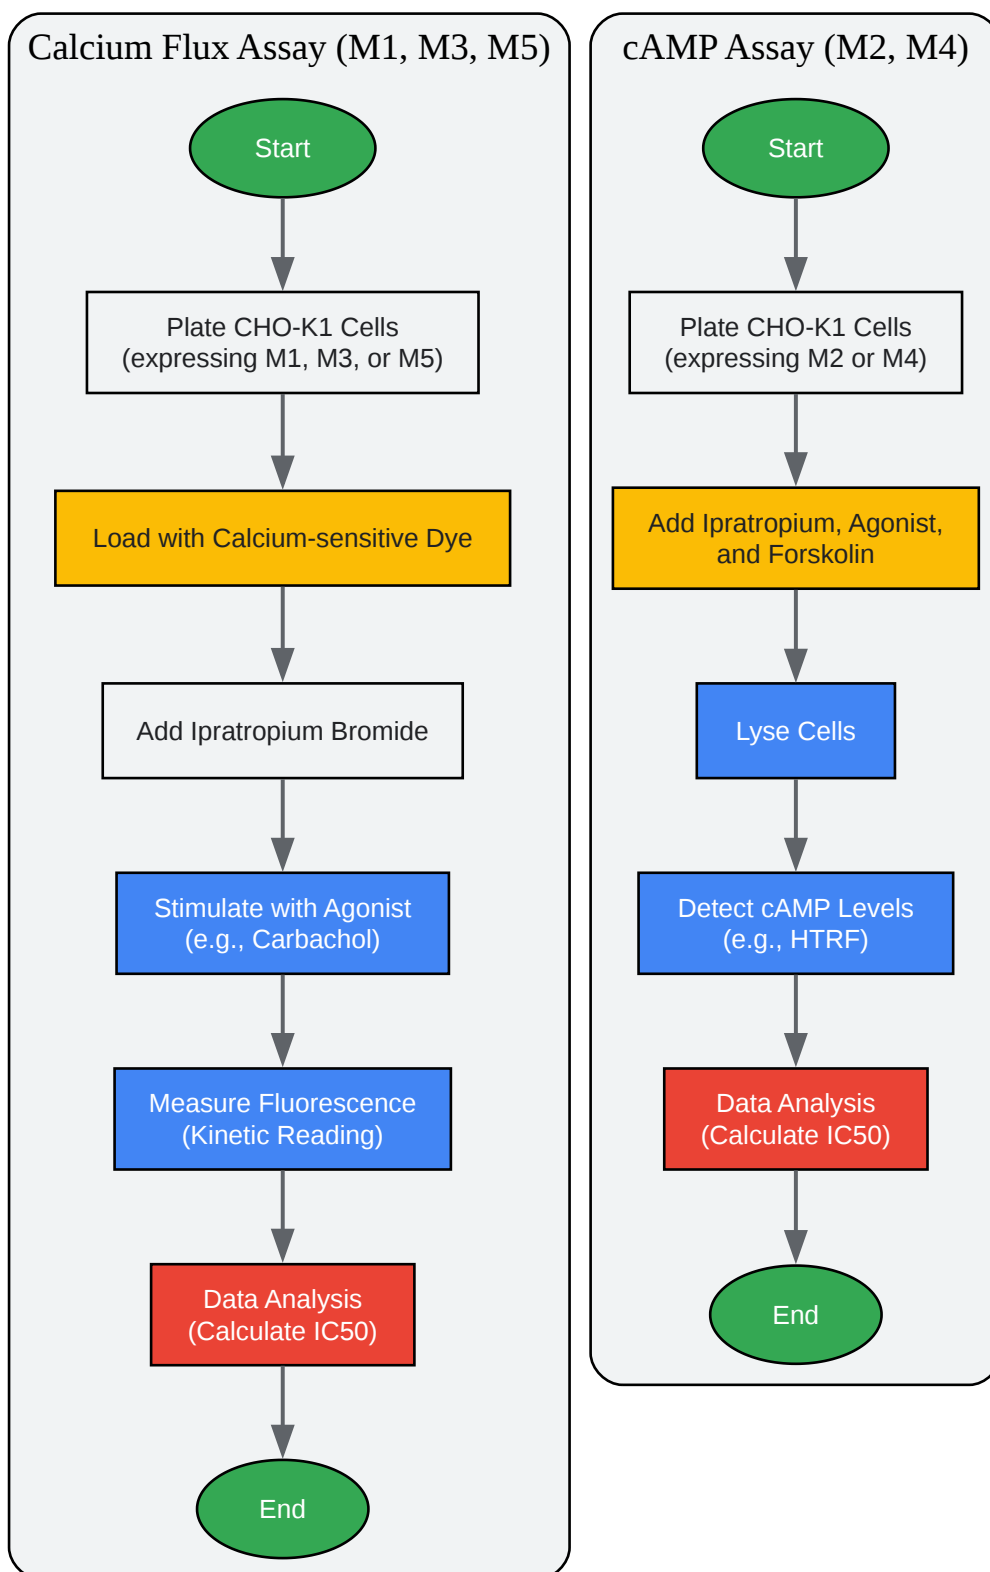 Calcium Flux Assay (M1, M3, M5)
Start
Plate CHO-K1 Cells
(expressing M1, M3, or M5)
Load with Calcium-sensitive Dye
Add Ipratropium Bromide
Stimulate with Agonist
(e.g., Carbachol)
Measure Fluorescence
(Kinetic Reading)
Data Analysis
(Calculate IC50)
End
cAMP Assay (M2, M4)
Start
Plate CHO-K1 Cells
(expressing M2 or M4)
Add Ipratropium, Agonist,
and Forskolin
Lyse Cells
Detect cAMP Levels
(e.g., HTRF)
Data Analysis
(Calculate IC50)
End